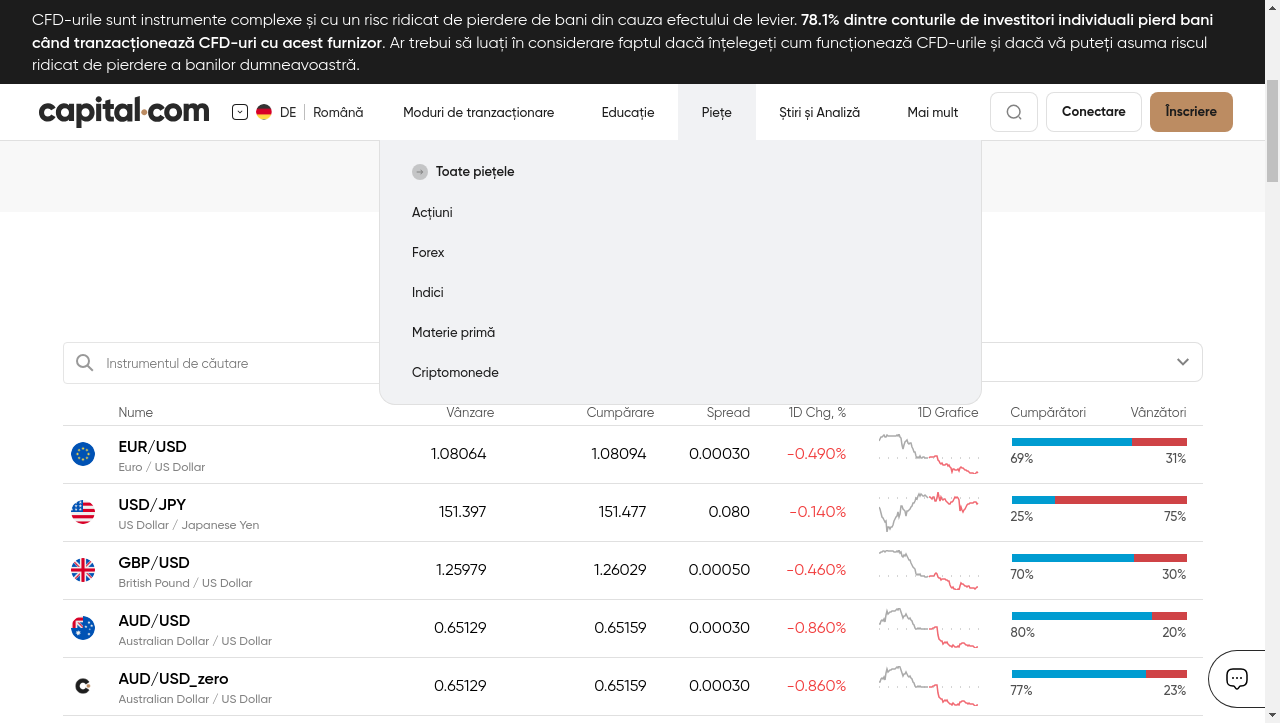 CFD-urile sunt instrumente complexe și cu un risc ridicat de pierdere de bani din cauza efectului de levier. 78.1% dintre conturile de investitori individuali pierd bani
când tranzacționează CFD-uri cu acest furnizor. Ar trebui să luați în considerare faptul dacă înțelegeți cum funcționează CFD-urile și dacă vă puteți asuma riscul
ridicat de pierdere a banilor dumneavoastră.
capital.com DE Română Moduri de tranzacționare Educație Piețe Știri și Analiză Mai mult Conectare Înscriere
Toate piețele
Acțiuni
Forex
Indici
Materie primă
Criptomonede
Instrumentul de căutare
Nume Vânzare Cumpărare Spread 1D Chg, % 1D Grafice Cumpărători Vânzători
EUR/USD 1.08064 1.08094 0.00030 -0.490%
Euro / US Dollar 69% 31%
USD/JPY 151.397 151.477 0.080 -0.140%
US Dollar / Japanese Yen 25% 75%
GBP/USD 1.25979 1.26029 0.00050 -0.460%
British Pound / US Dollar 70% 30%
AUD/USD 0.65129 0.65159 0.00030 -0.860%
Australian Dollar / US Dollar 80% 20%
AUD/USD_zero 0.65129 0.65159 0.00030 -0.860%
Australian Dollar / US Dollar 77% 23%